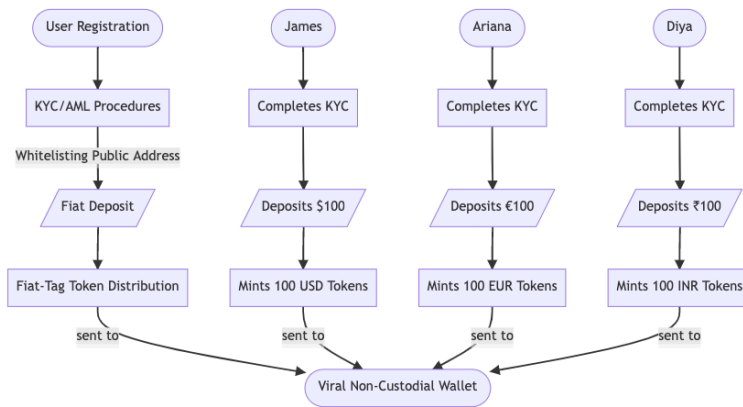 User Registration
James
Ariana
Diya
KYC/AML Procedures
Completes KYC
Completes KYC
Completes KYC
Whitelisting Public Address
Fiat Deposit
Deposits $100
Deposits €100
Deposits ₹100
Fiat-Tag Token Distribution
Mints 100 USD Tokens
Mints 100 EUR Tokens
Mints 100 INR Tokens
sent to
sent to
sent to
sent to
Viral Non-Custodial Wallet